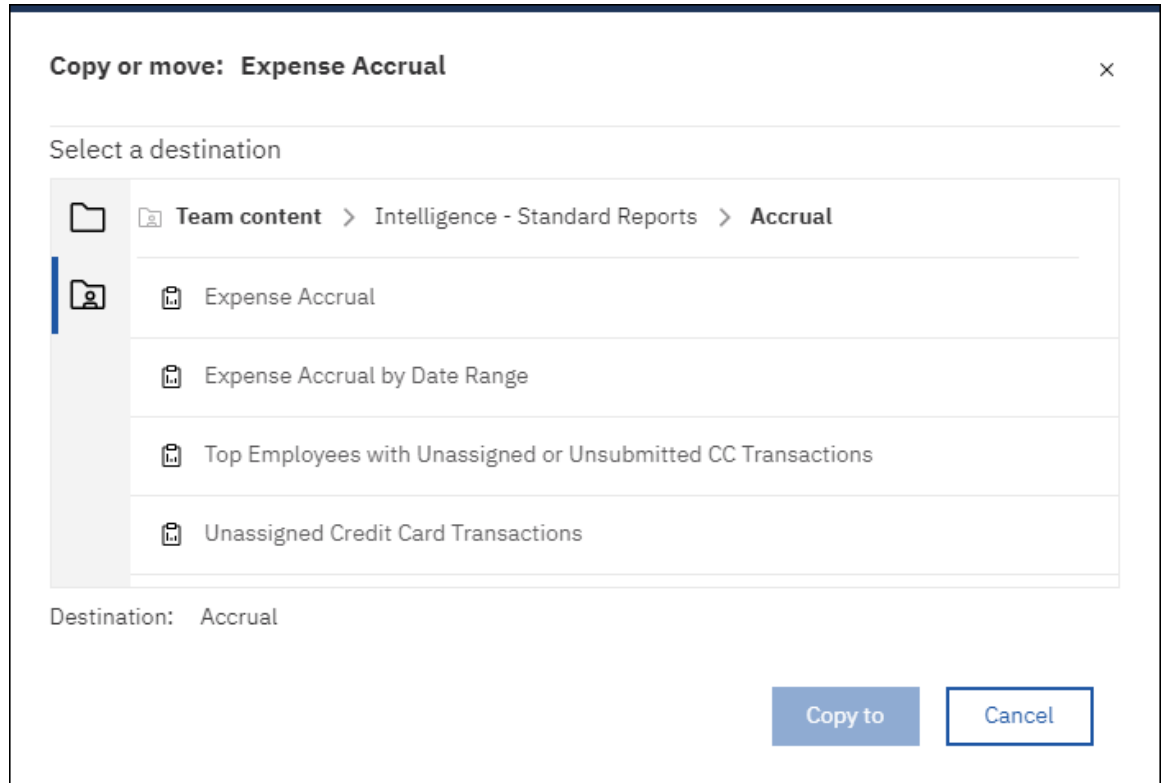 Copy or move: Expense Accrual
Select a destination
Team content > Intelligence - Standard Reports > Accrual
Expense Accrual
Expense Accrual by Date Range
Top Employees with Unassigned or Unsubmitted CC Transactions
Unassigned Credit Card Transactions
Destination: Accrual
Copy to Cancel